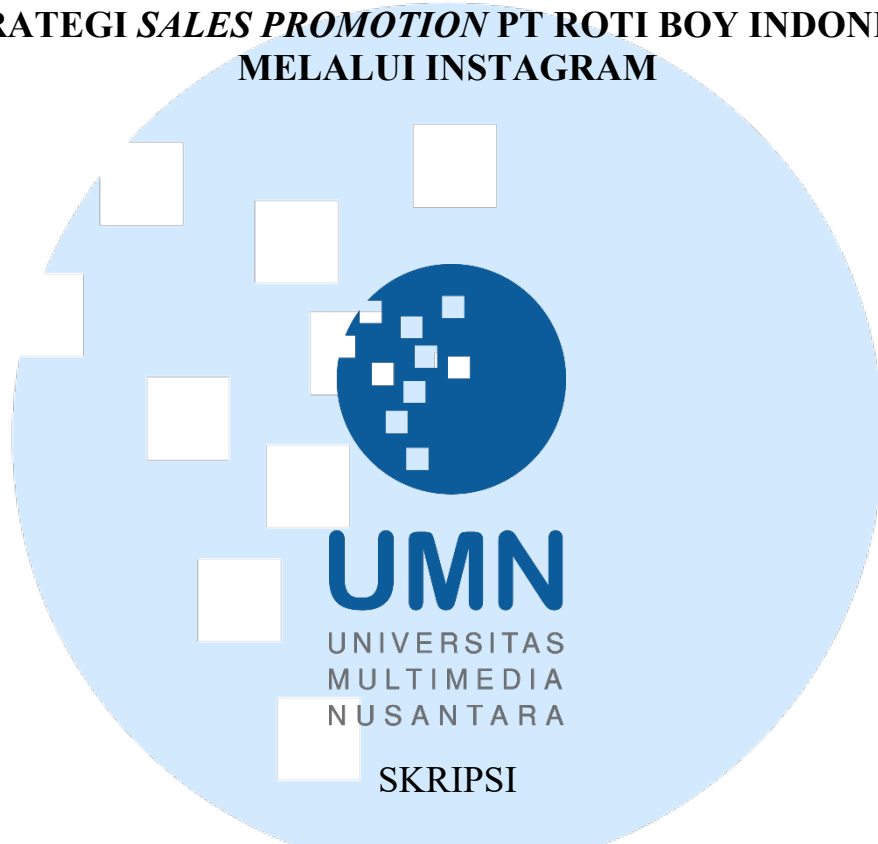 RATEGI SALES PROMOTION PT ROTI BOY INDON
MELALUI INSTAGRAM
UMN
UNIVERSITAS
MULTIMEDIA
NUSANTARA
SKRIPSI